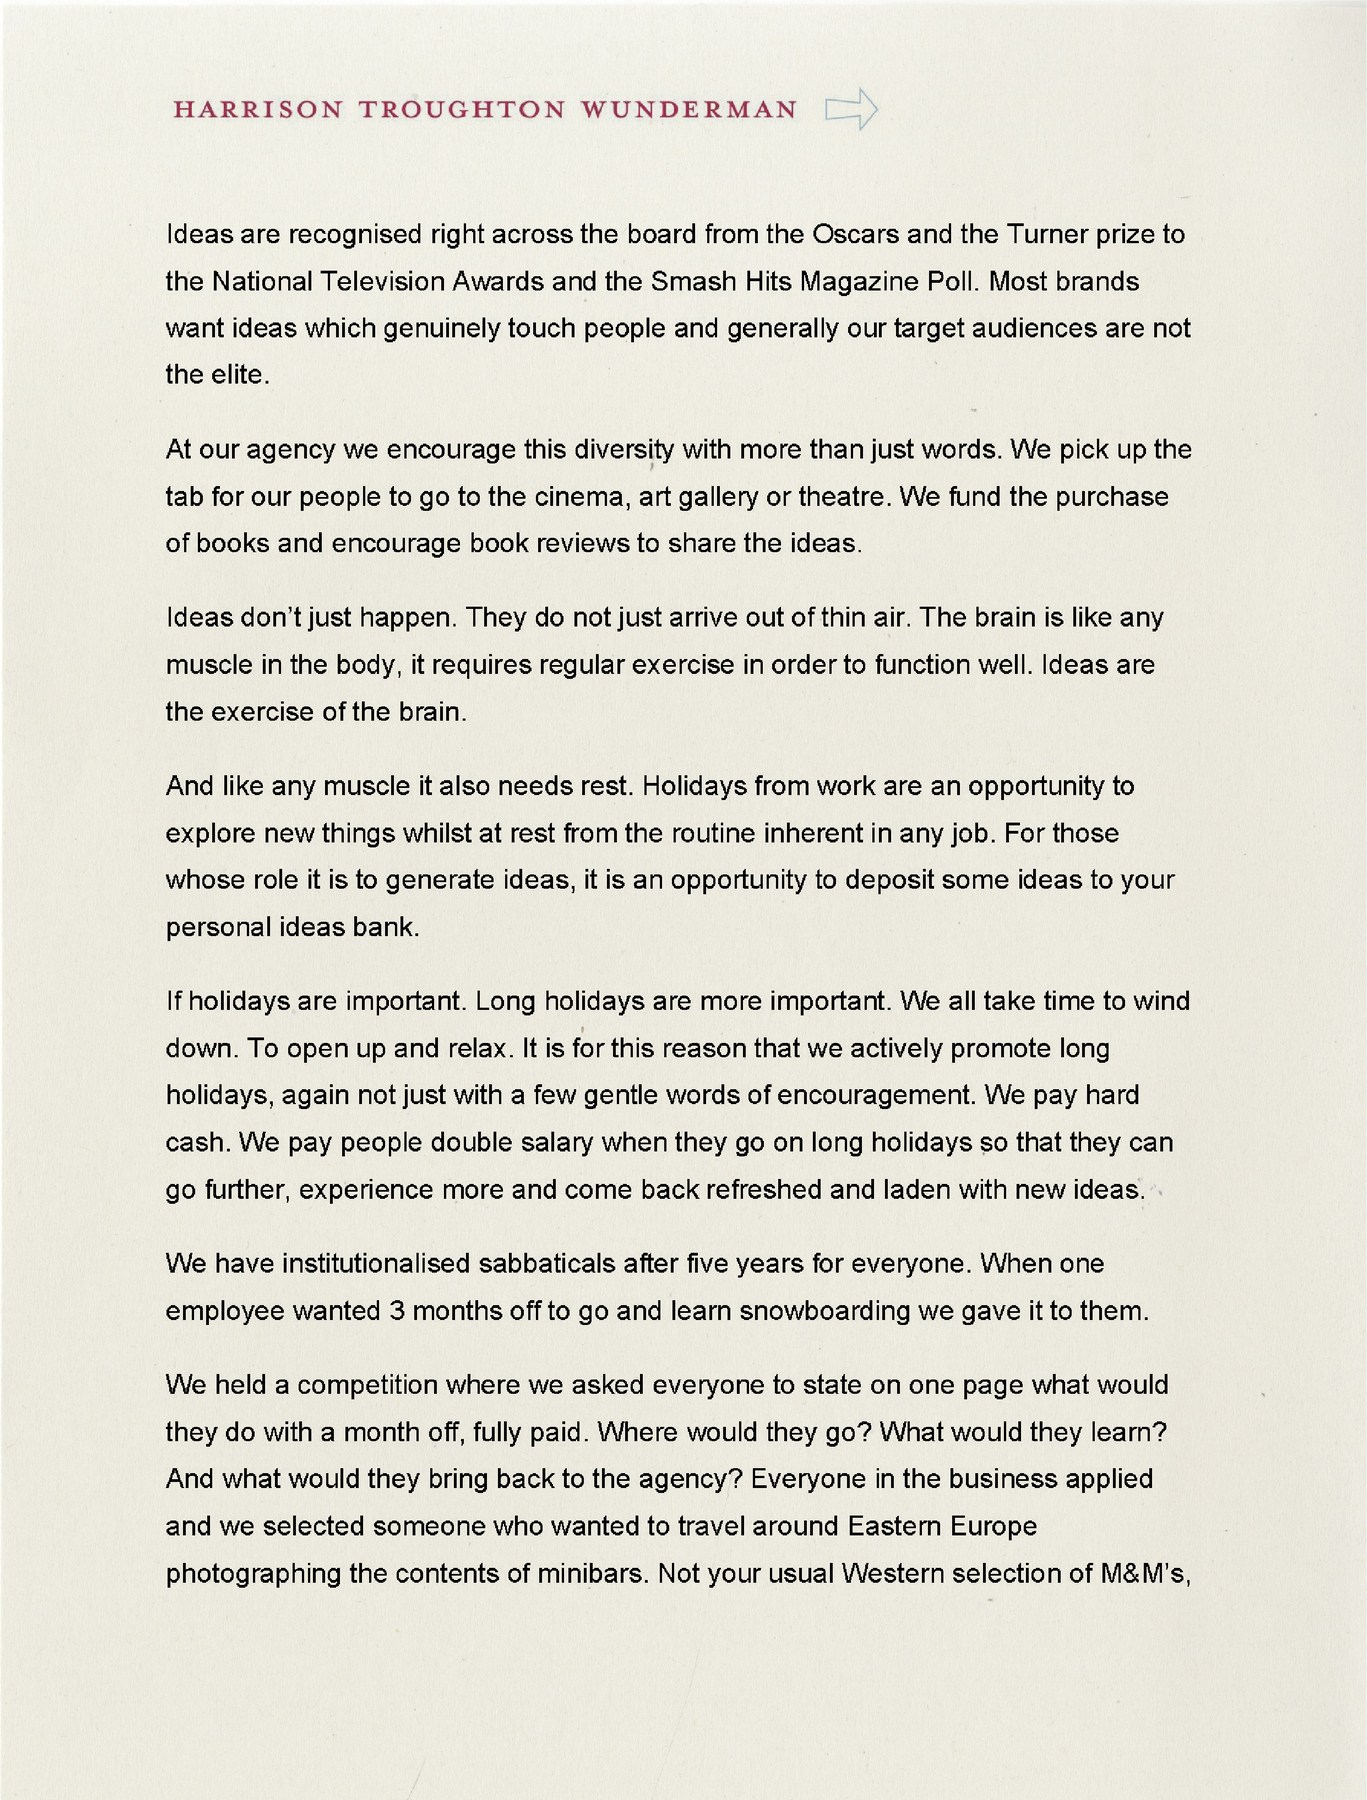 HARRISON TROUGHTON WUNDERMAN
Ideas are recognised right across the board from the Oscars and the Turner prize to
the National Television Awards and the Smash Hits Magazine Poll. Most brands
want ideas which genuinely touch people and generally our target audiences are not
the elite.
At our agency we encourage this diversity with more than just words. We pick up the
tab for our people to go to the cinema, art gallery or theatre. We fund the purchase
of books and encourage book reviews to share the ideas.
Ideas don't just happen. They do not just arrive out of thin air. The brain is like any
muscle in the body, it requires regular exercise in order to function well. Ideas are
the exercise of the brain.
And like any muscle it also needs rest. Holidays from work are an opportunity to
explore new things whilst at rest from the routine inherent in any job. For those
whose role it is to generate ideas, it is an opportunity to deposit some ideas to your
personal ideas bank.
If holidays are important. Long holidays are more important. We all take time to wind
down. To open up and relax. It is for this reason that we actively promote long
holidays, again not just with a few gentle words of encouragement. We pay hard
cash. We pay people double salary when they go on long holidays so that they can
go further, experience more and come back refreshed and laden with new ideas.
We have institutionalised sabbaticals after five years for everyone. When one
employee wanted 3 months off to go and learn snowboarding we gave it to them.
We held a competition where we asked everyone to state on one page what would
they do with a month off, fully paid. Where would they go? What would they learn?
And what would they bring back to the agency? Everyone in the business applied
and we selected someone who wanted to travel around Eastern Europe
photographing the contents of minibars. Not your usual Western selection of M&M's,